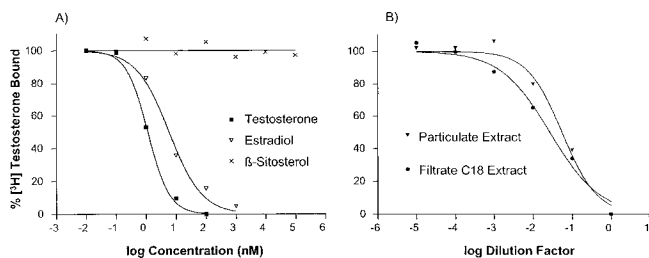 A)
% [³H] Testosterone Bound
100
80
60
40
20
0
-3 -2 -1 0 1 2 3 4 5 6
log Concentration (nM)
Testosterone
Estradiol
ß-Sitosterol
B)
100
80
60
40
20
0
-6 -5 -4 -3 -2 -1 0 1
log Dilution Factor
Particulate Extract
Filtrate C18 Extract